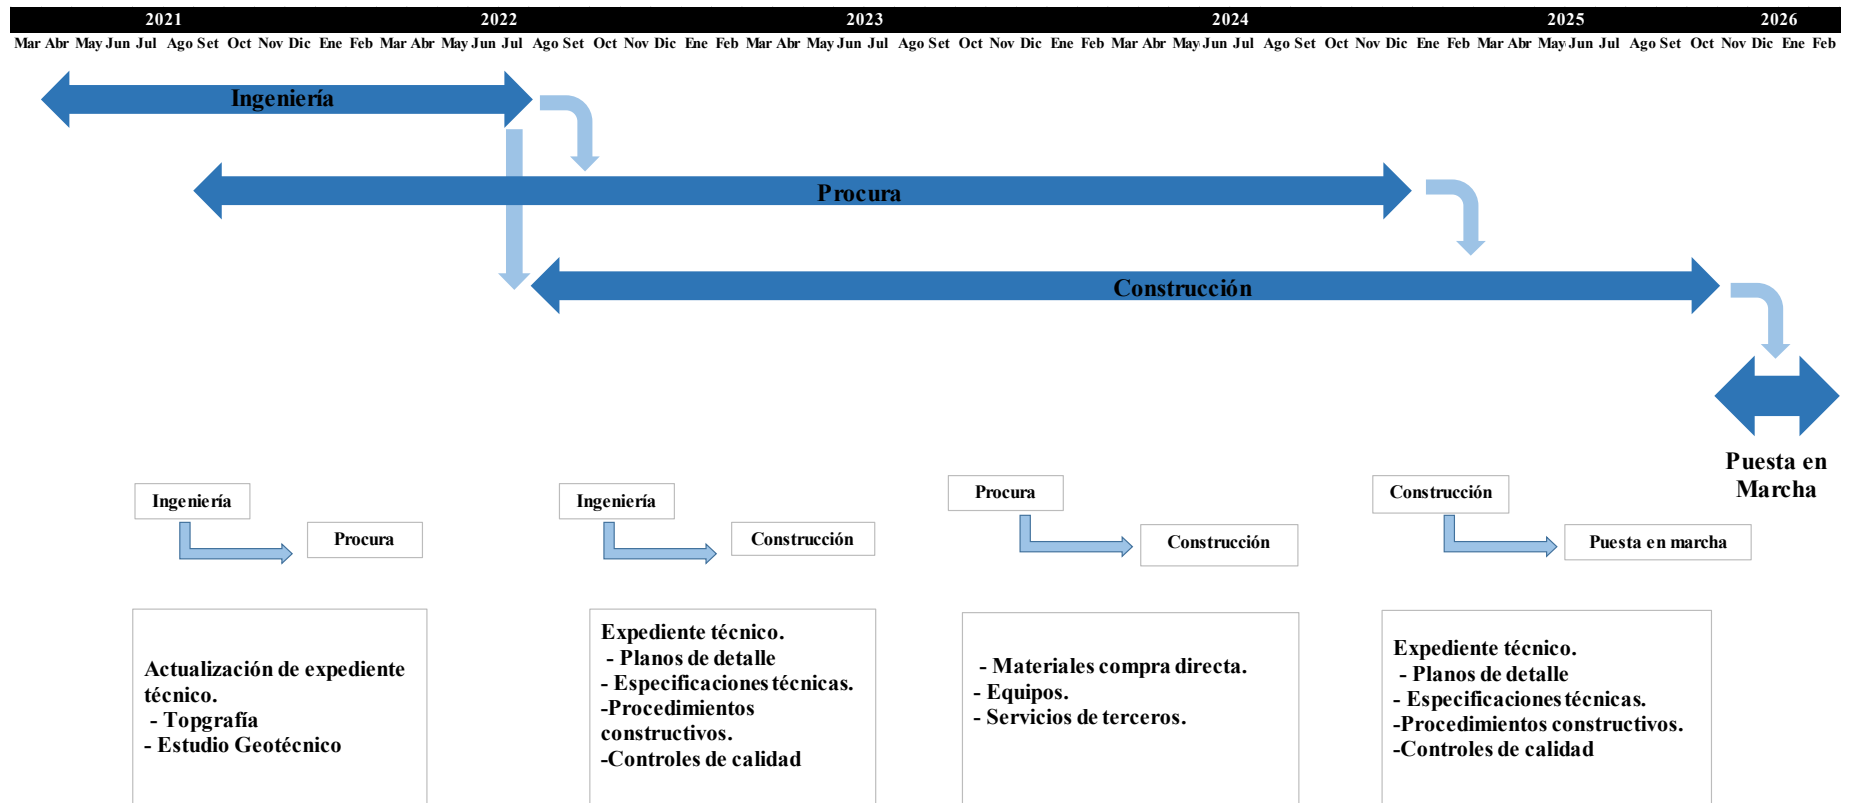 2021 2022 2023 2024 2025 2026
Mar Abr May Jun Jul Ago Set Oct Nov Dic Ene Feb Mar Abr May Jun Jul Ago Set Oct Nov Dic Ene Feb Mar Abr May Jun Jul Ago Set Oct Nov Dic Ene Feb Mar Abr May Jun Jul Ago Set Oct Nov Dic Ene Feb Mar Abr May Jun Jul Ago Set Oct Nov Dic Ene Feb
Ingeniería
Procura
Construcción
Puesta en
Marcha
Ingeniería
Procura
Ingeniería
Construcción
Procura
Construcción
Construcción
Puesta en marcha
Actualización de expediente
técnico.
- Topgrafía
- Estudio Geotécnico
Expediente técnico.
- Planos de detalle
- Especificaciones técnicas.
-Procedimientos
constructivos.
-Controles de calidad
- Materiales compra directa.
- Equipos.
- Servicios de terceros.
Expediente técnico.
- Planos de detalle
- Especificaciones técnicas.
-Procedimientos constructivos.
-Controles de calidad